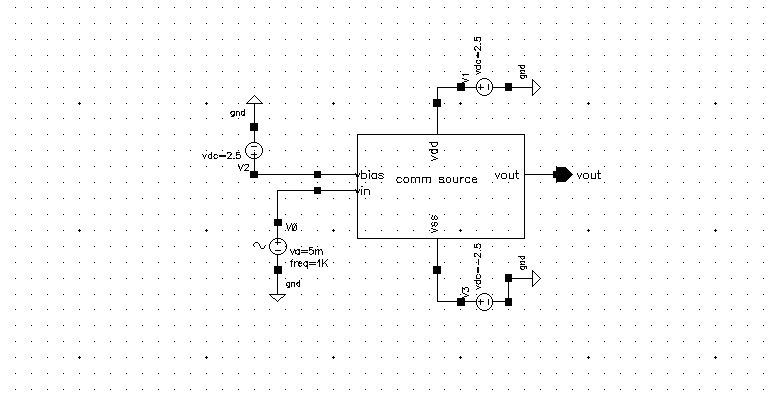 vdc=2.5
V1
gnd
gnd
vdc=2.5
V2
vdd
vbias
comm source
vout
vout
vin
vss
V0
va=5m
freq=1K
gnd
vdc=-2.5
V3
gnd